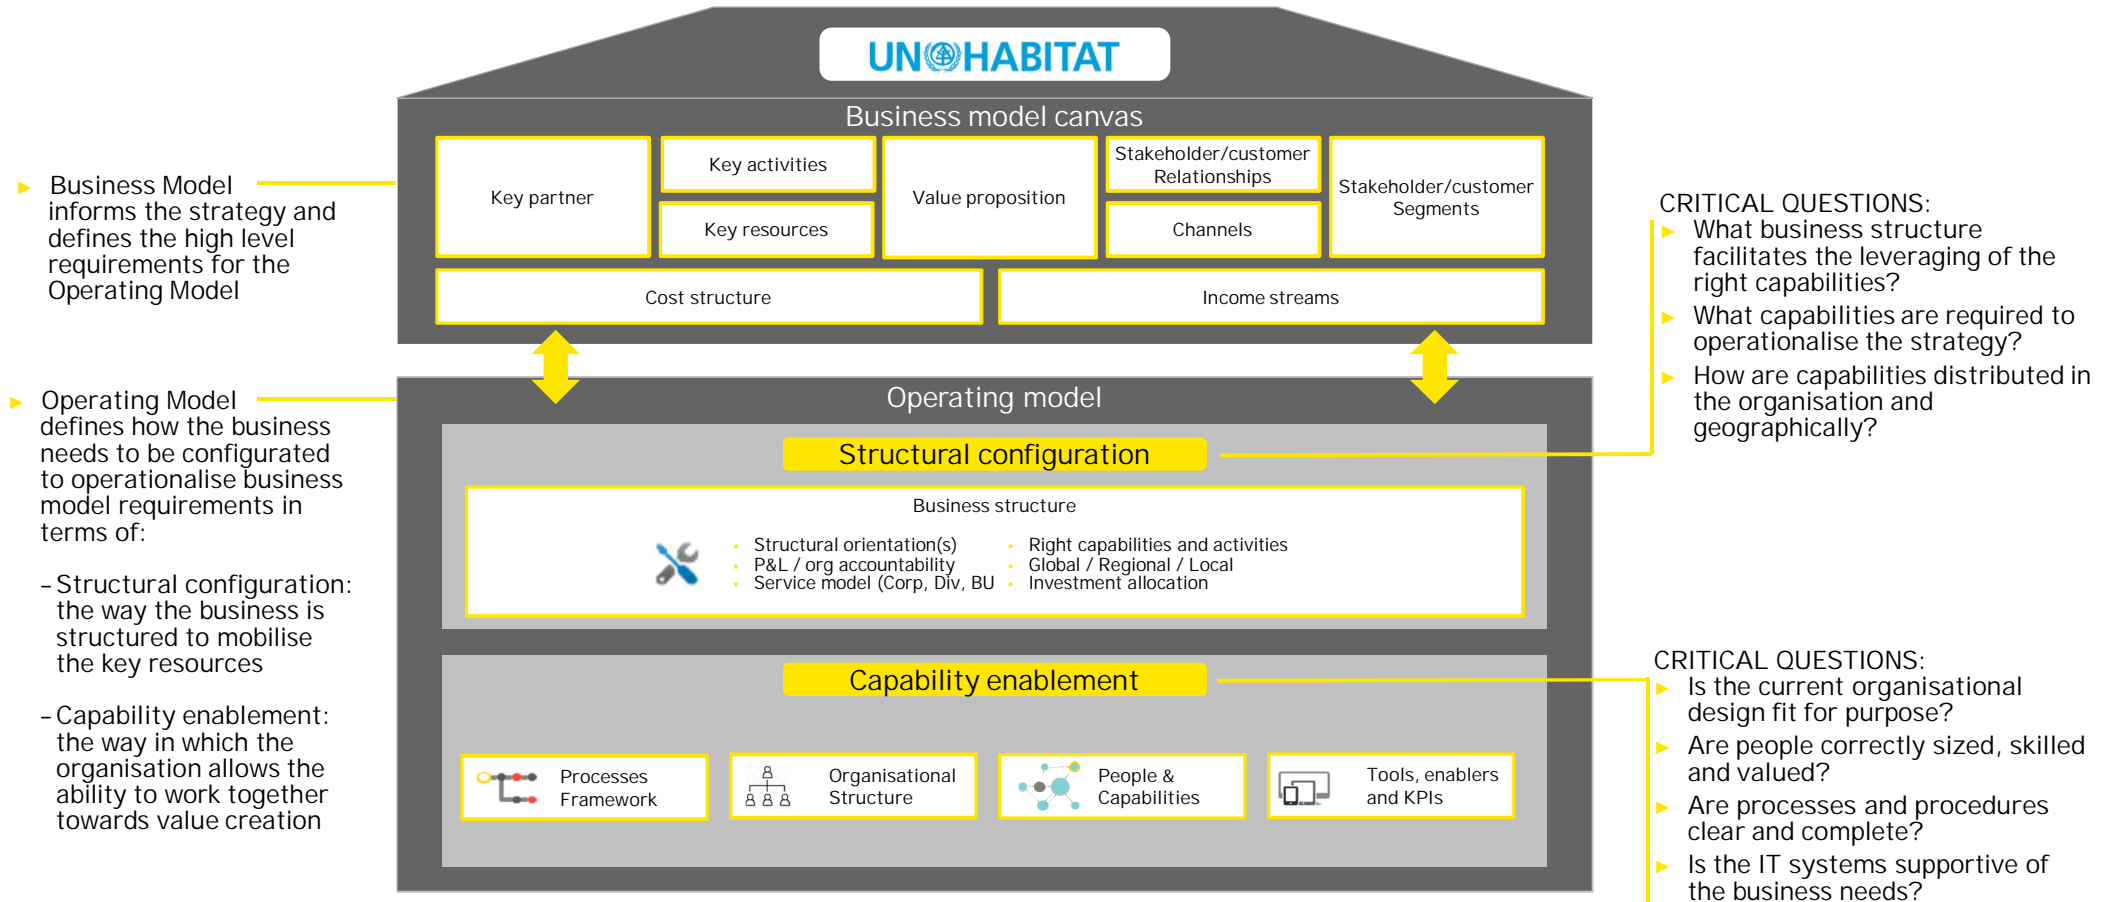 UN HABITAT
Business model canvas
Key partner
Key activities
Key resources
Value proposition
Stakeholder/customer
Relationships
Channels
Stakeholder/customer
Segments
Cost structure
Income streams
► Business Model
informs the strategy and
defines the high level
requirements for the
Operating Model
► Operating Model
defines how the business
needs to be configurated
to operationalise business
model requirements in
terms of:
– Structural configuration:
the way the business is
structured to mobilise
the key resources
– Capability enablement:
the way in which the
organisation allows the
ability to work together
towards value creation
Operating model
Structural configuration
Business structure
• Structural orientation(s)
• P&L / org accountability
• Service model (Corp, Div, BU
• Right capabilities and activities
• Global / Regional / Local
• Investment allocation
Capability enablement
Processes
Framework
Organisational
Structure
People &
Capabilities
Tools, enablers
and KPIs
CRITICAL QUESTIONS:
► What business structure
facilitates the leveraging of the
right capabilities?
► What capabilities are required to
operationalise the strategy?
► How are capabilities distributed in
the organisation and
geographically?
CRITICAL QUESTIONS:
► Is the current organisational
design fit for purpose?
► Are people correctly sized, skilled
and valued?
► Are processes and procedures
clear and complete?
► Is the IT systems supportive of
the business needs?